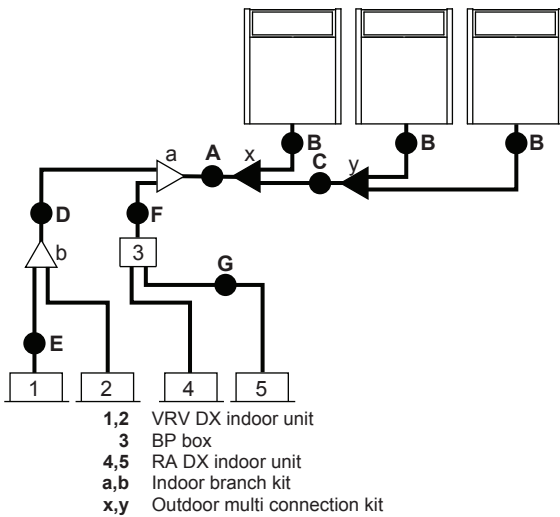 B
B
B
A
x
C
y
a
D
F
b
3
G
E
1
2
4
5
1,2 VRV DX indoor unit
3 BP box
4,5 RA DX indoor unit
a,b Indoor branch kit
x,y Outdoor multi connection kit